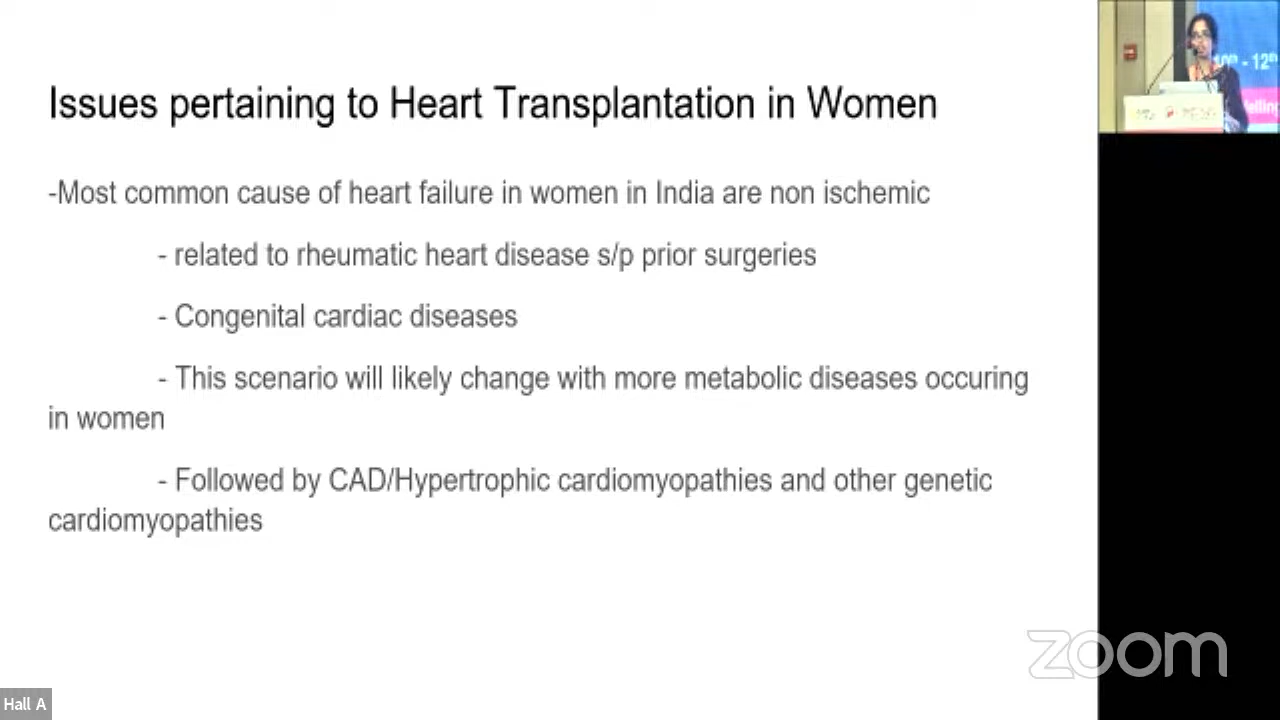 Issues pertaining to Heart Transplantation in Women
-Most common cause of heart failure in women in India are non ischemic
- related to rheumatic heart disease s/p prior surgeries
- Congenital cardiac diseases
- This scenario will likely change with more metabolic diseases occuring
in women
- Followed by CAD/Hypertrophic cardiomyopathies and other genetic
cardiomyopathies
10th - 12th
zoom
Hall A